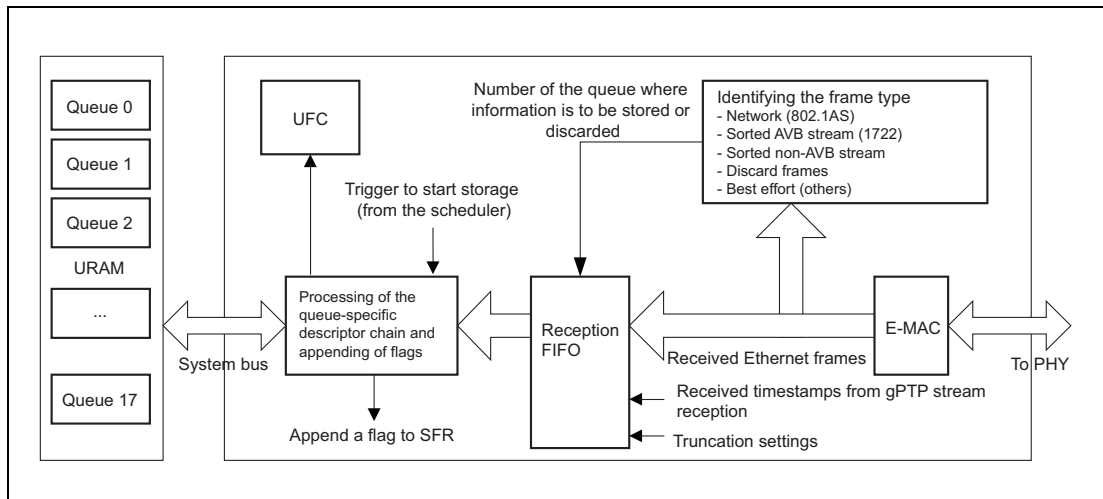 Queue 0
Queue 1
Queue 2
URAM
...
Queue 17
System bus
UFC
Trigger to start storage
(from the scheduler)
Processing of the
queue-specific
descriptor chain and
appending of flags
Append a flag to SFR
Number of the queue where
information is to be stored or
discarded
Reception
FIFO
Identifying the frame type
- Network (802.1AS)
- Sorted AVB stream (1722)
- Sorted non-AVB stream
- Discard frames
- Best effort (others)
E-MAC
Received Ethernet frames
To PHY
Received timestamps from gPTP stream
reception
Truncation settings